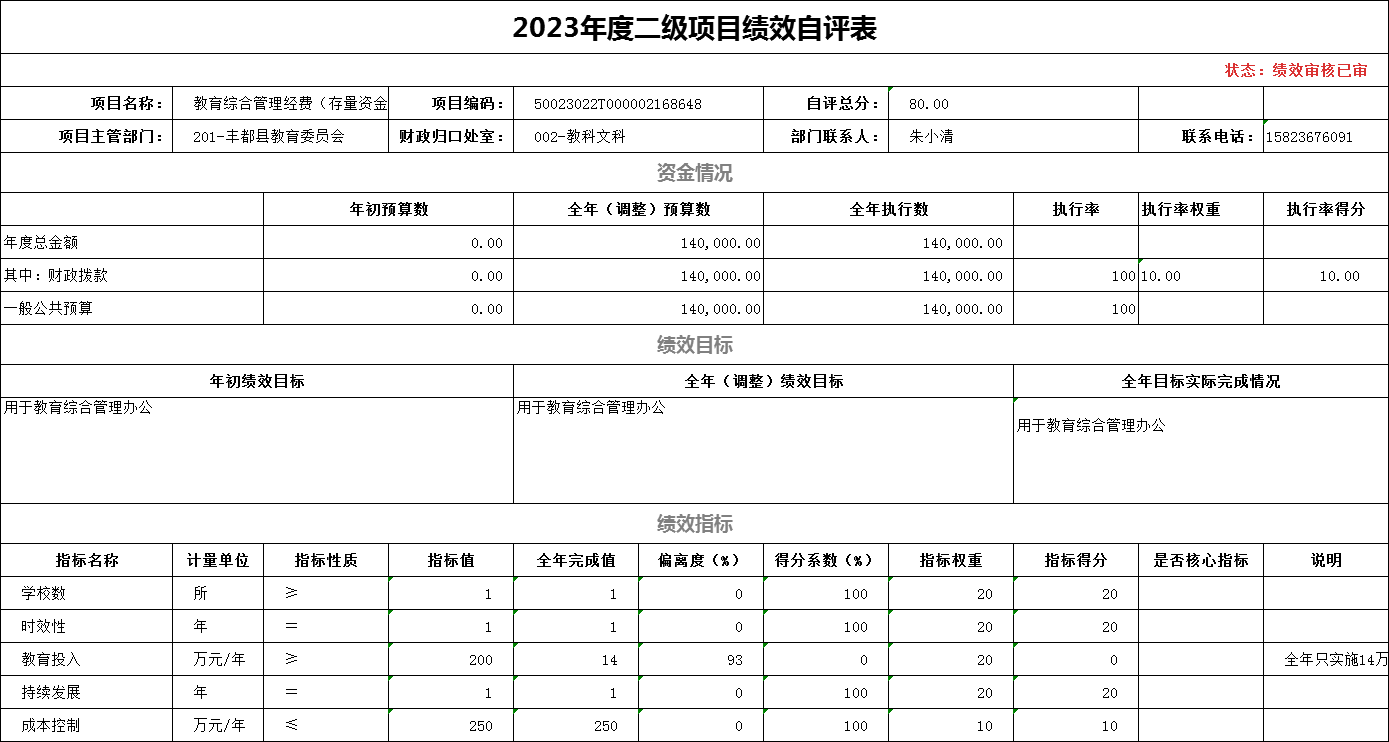 2023年度二级项目绩效自评表
状态：绩效审核已审
项目名称： 教育综合管理经费（存量资金 项目编码： 50023022T000002168648 自评总分： 80.00
项目主管部门： 201-丰都县教育委员会 财政归口处室： 002-教科文科 部门联系人： 朱小清 联系电话： 15823676091
资金情况
年初预算数 全年（调整）预算数 全年执行数 执行率 执行率权重 执行率得分
年度总金额 0.00 140,000.00 140,000.00
其中：财政拨款 0.00 140,000.00 140,000.00 100 10.00 10.00
一般公共预算 0.00 140,000.00 140,000.00 100
绩效目标
年初绩效目标 全年（调整）绩效目标 全年目标实际完成情况
用于教育综合管理办公 用于教育综合管理办公 用于教育综合管理办公
绩效指标
指标名称 计量单位 指标性质 指标值 全年完成值 偏离度（%） 得分系数（%） 指标权重 指标得分 是否核心指标 说明
学校数 所 ≥ 1 1 0 100 20 20
时效性 年 ＝ 1 1 0 100 20 20
教育投入 万元/年 ≥ 200 14 93 0 20 0 全年只实施14万
持续发展 年 ＝ 1 1 0 100 20 20
成本控制 万元/年 ≤ 250 250 0 100 10 10